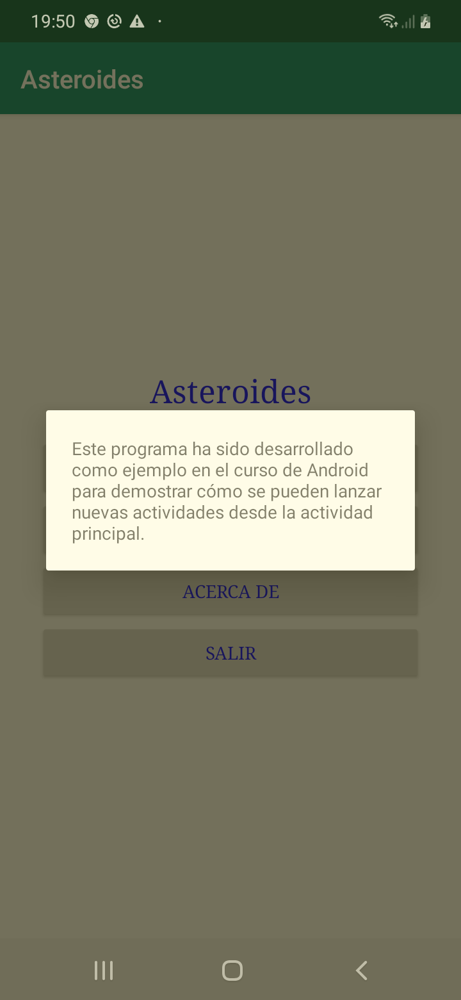 19:50
Asteroides
Asteroides
Este programa ha sido desarrollado
como ejemplo en el curso de Android
para demostrar cómo se pueden lanzar
nuevas actividades desde la actividad
principal.
ACERCA DE
SALIR